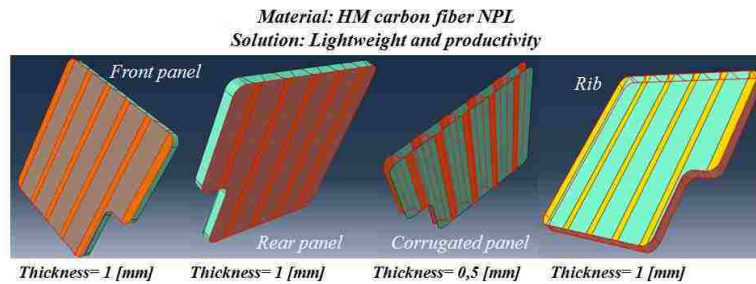 Material: HM carbon fiber NPL
Solution: Lightweight and productivity
Front panel
Rear panel
Corrugated panel
Rib
Thickness= 1 [mm]
Thickness= 1 [mm]
Thickness= 0,5 [mm]
Thickness= 1 [mm]